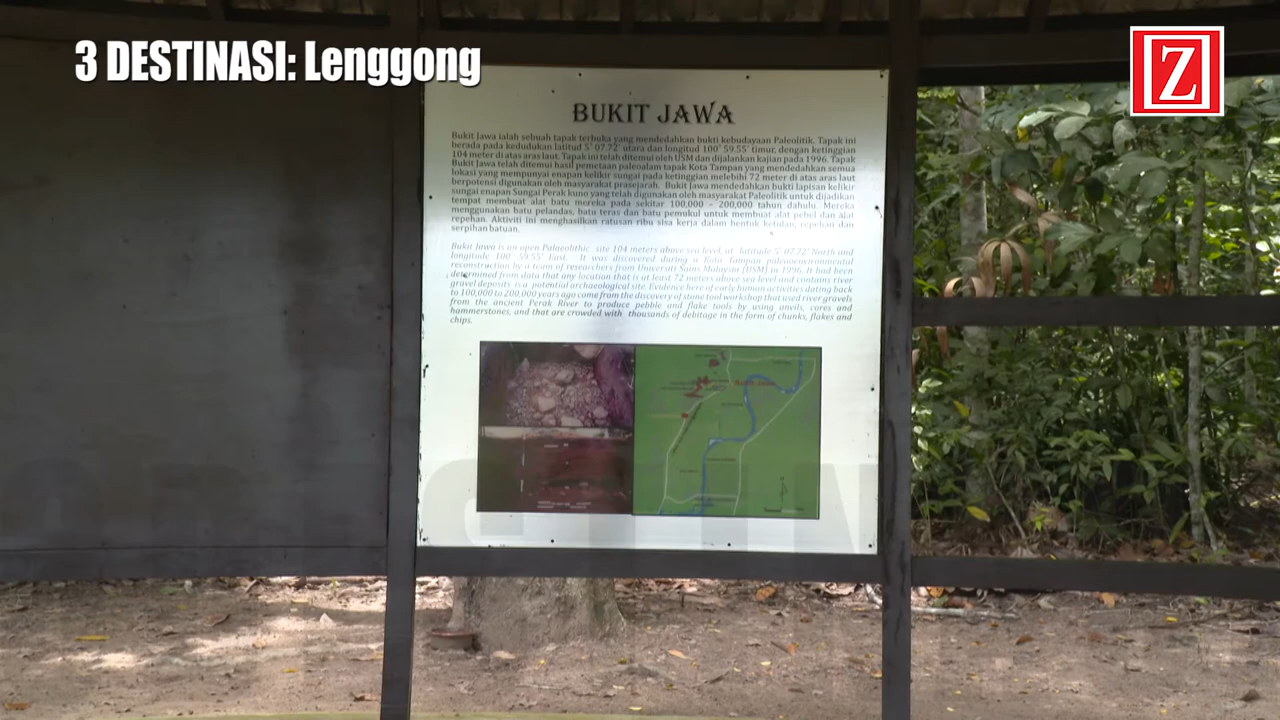 3 DESTINASI: Lenggong
Z
BUKIT JAWA
Bukit Jawa ialah sebuah tapak terbuka yang mendedahkan bukti kebudayaan Paleolitik. Tapak ini
berada pada kedudukan latitud 5° 07.72' utara dan longitud 100° 59.55' timur, dengan ketinggian
104 meter di atas aras laut. Tapak ini telah ditemui oleh USM dan dijalankan kajian pada 1996. Tapak
Bukit Jawa telah ditemui hasil pemetaan paleoalam tapak Kota Tampan yang mendedahkan semua
lokasi yang mempunyai enapan kelikir sungai pada ketinggian melebihi 72 meter di atas aras laut
berpotensi digunakan oleh masyarakat prasejarah. Bukit Jawa mendedahkan bukti lapisan kelikir
sungai enapan Sungai Perak kuno yang telah digunakan oleh masyarakat Paleolitik untuk dijadikan
tempat membuat alat batu mereka pada sekitar 100,000 – 200,000 tahun dahulu. Mereka
menggunakan batu pelandas, batu teras dan batu pemukul untuk membuat alat pebel dan alat
repehan. Aktiviti ini menghasilkan ratusan ribu sisa kerja dalam bentuk ketulan, repehan dan
serpihan batuan.
Bukit Jawa is an open Palaeolithic site 104 meters above sea level at latitude 5° 07.72' North and
longitude 100° 59.55' East. It was discovered during a Kota Tampan palaeoenvironmental
reconstruction by a team of researchers from Universiti Sains Malaysia (USM) in 1996. It had been
determined from data that any location that is at least 72 meters above sea level and contains river
gravel deposits is a potential archaeological site. Evidence here of early human activities dating back
to 100,000 to 200,000 years ago come from the discovery of stone tool workshop that used river gravels
from the ancient Perak River to produce pebble and flake tools by using anvils, cores and
hammerstones, and that are crowded with thousands of debitage in the form of chunks, flakes and
chips.